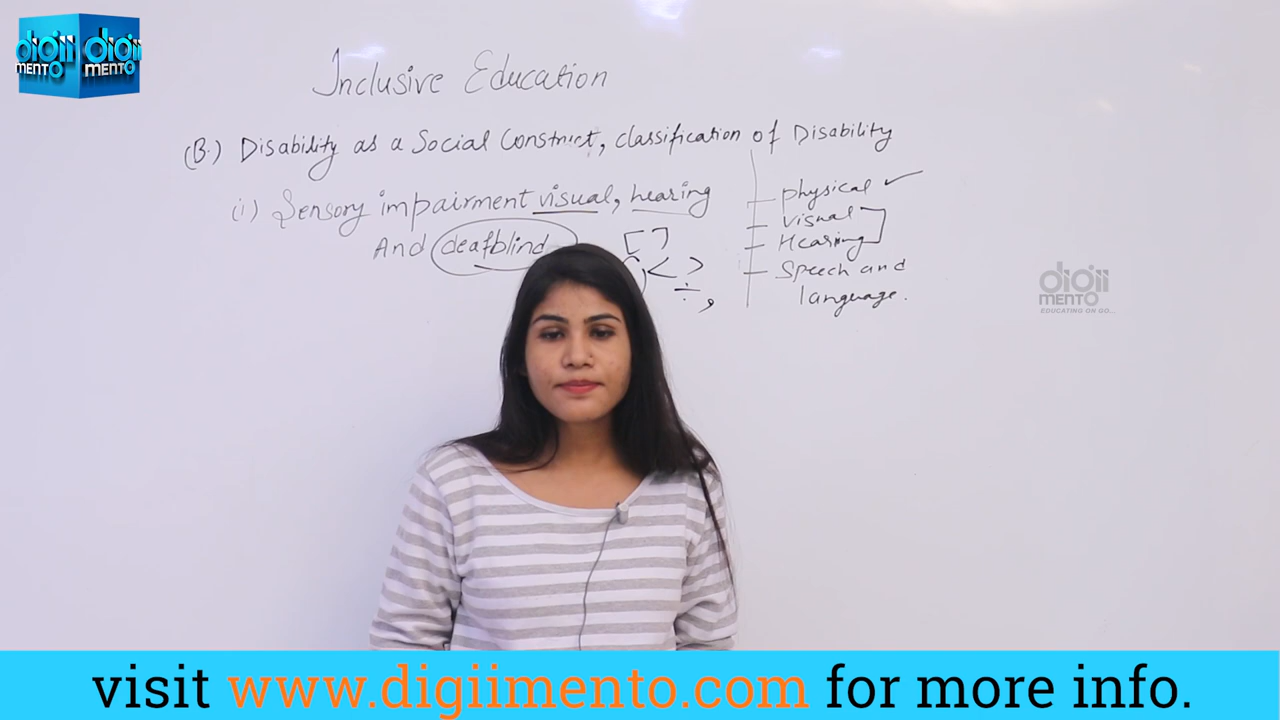 digii digii
MENTO MENTO
Inclusive Education
(B.) Disability as a Social Construct, classification of Disability
(i) Sensory impairment visual, hearing
And deafblind
physical ✓
visual
Hearing
Speech and
language.
[ ]
( ) < >
÷ ,
digii
MENTO
EDUCATING ON GO...
visit www.digiimento.com for more info.